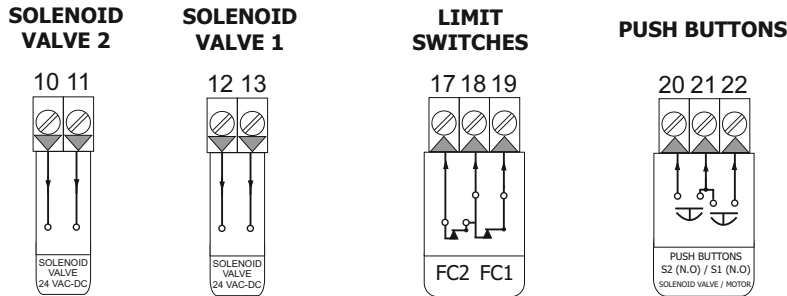 SOLENOID
VALVE 2
10 11
SOLENOID
VALVE
24 VAC-DC
SOLENOID
VALVE 1
12 13
SOLENOID
VALVE
24 VAC-DC
LIMIT
SWITCHES
17 18 19
FC2 FC1
PUSH BUTTONS
20 21 22
PUSH BUTTONS
S2 (N.O) / S1 (N.O)
SOLENOID VALVE / MOTOR